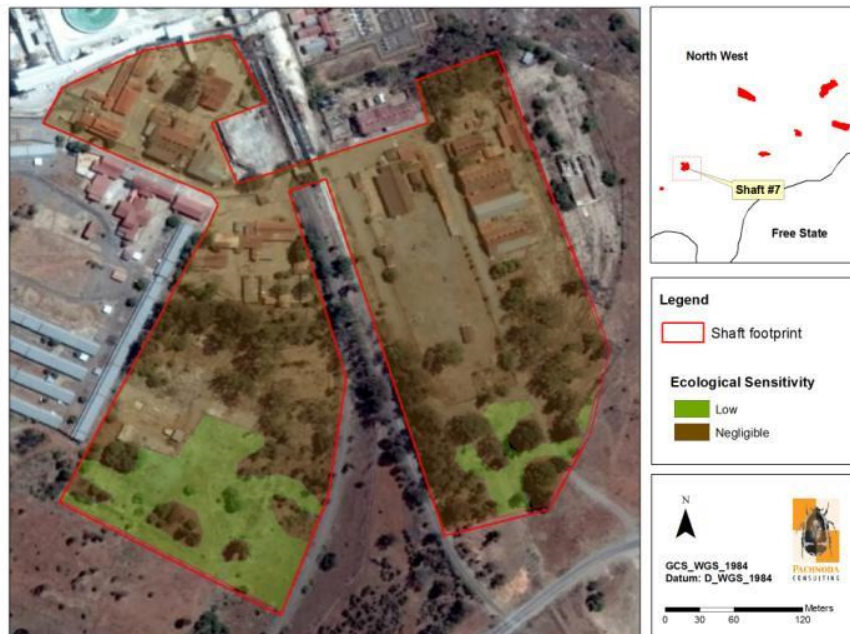 North West
Shaft #7
Free State
Legend
Shaft footprint
Ecological Sensitivity
Low
Negligible
N
GCS_WGS_1984
Datum: D_WGS_1984
PACHNODA
CONSULTING
Meters
0 30 60 120